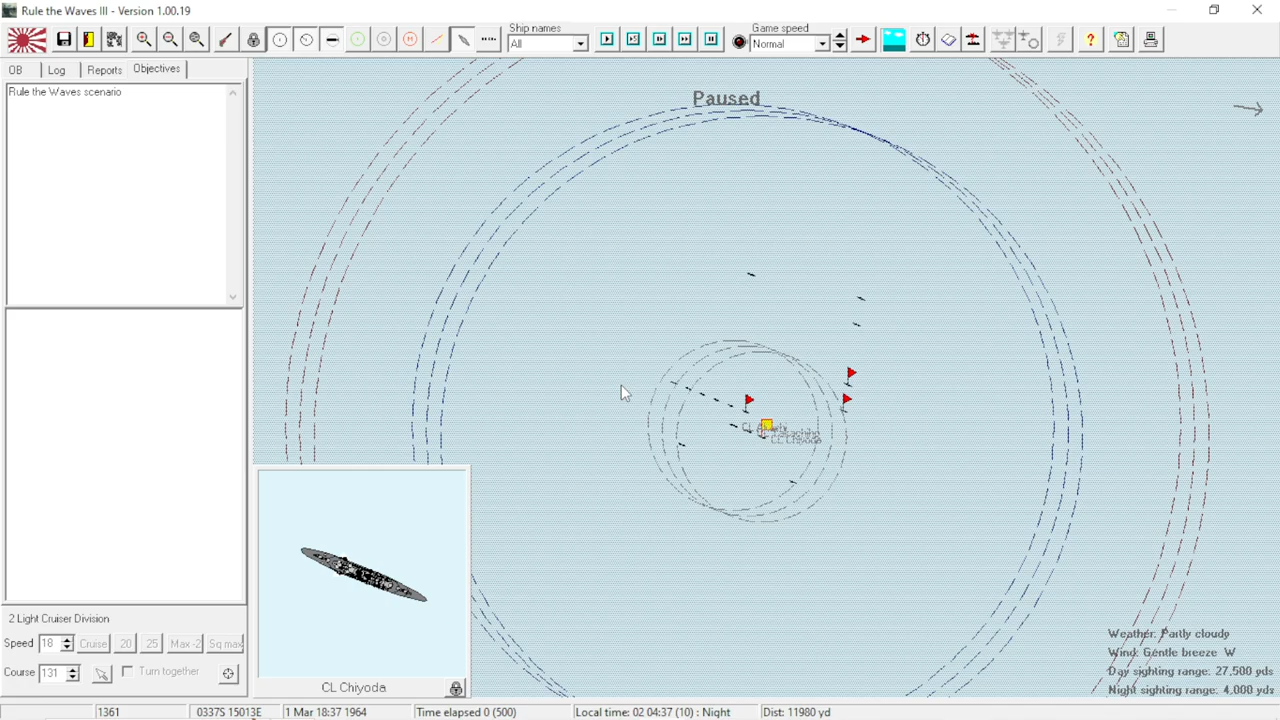 Rule the Waves III - Version 1.00.19
Ship names
All
Game speed
Normal
OB
Log
Reports
Objectives
Rule the Waves scenario
Paused
CL Chiyoda
2 Light Cruiser Division
Speed 18 Cruise 20 25 Max -2 Sq max
Course 131 Turn together
CL Chiyoda
Weather: Partly cloudy
Wind: Gentle breeze W
Day sighting range: 27,500 yds
Night sighting range: 4,000 yds
1361
0337S 15013E
1 Mar 18:37 1964
Time elapsed 0 (500)
Local time: 02 04:37 (10) : Night
Dist: 11980 yd